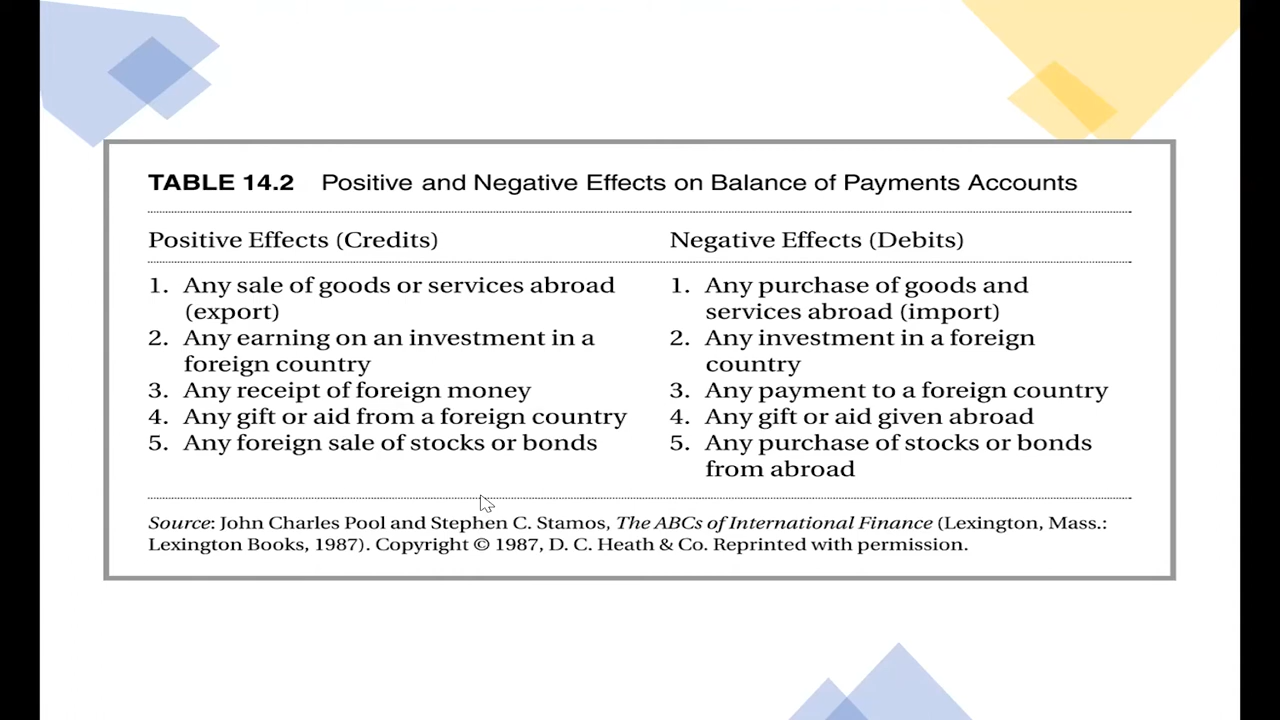 TABLE 14.2 Positive and Negative Effects on Balance of Payments Accounts
Positive Effects (Credits)
1. Any sale of goods or services abroad
(export)
2. Any earning on an investment in a
foreign country
3. Any receipt of foreign money
4. Any gift or aid from a foreign country
5. Any foreign sale of stocks or bonds
Negative Effects (Debits)
1. Any purchase of goods and
services abroad (import)
2. Any investment in a foreign
country
3. Any payment to a foreign country
4. Any gift or aid given abroad
5. Any purchase of stocks or bonds
from abroad
Source: John Charles Pool and Stephen C. Stamos, The ABCs of International Finance (Lexington, Mass.:
Lexington Books, 1987). Copyright © 1987, D. C. Heath & Co. Reprinted with permission.